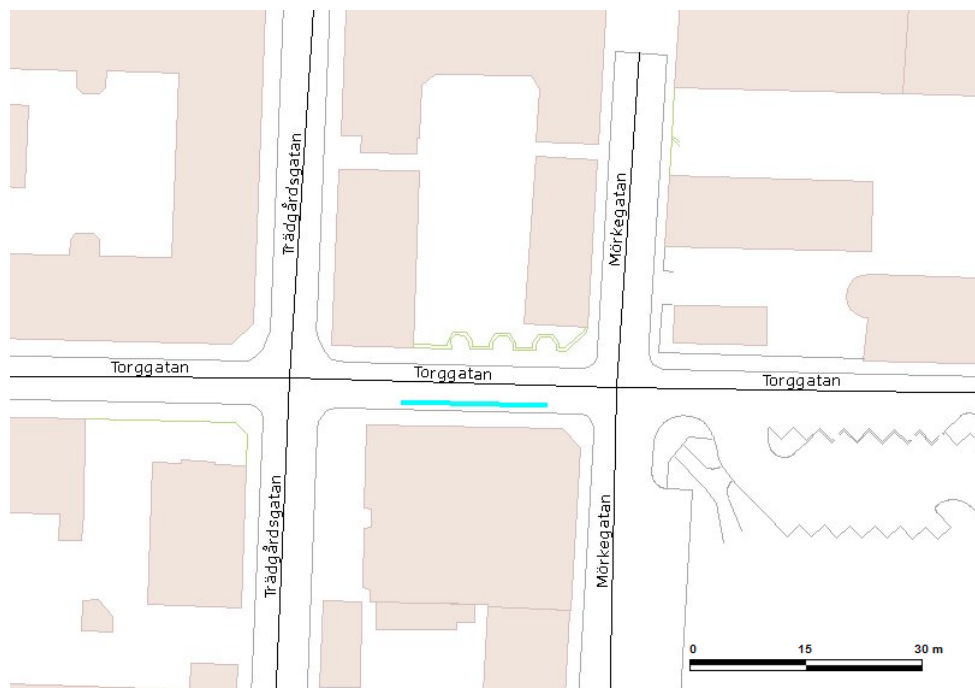 Trädgårdsgatan
Mörkegatan
Torggatan
Torggatan
Torggatan
Trädgårdsgatan
Mörkegatan
0 15 30 m